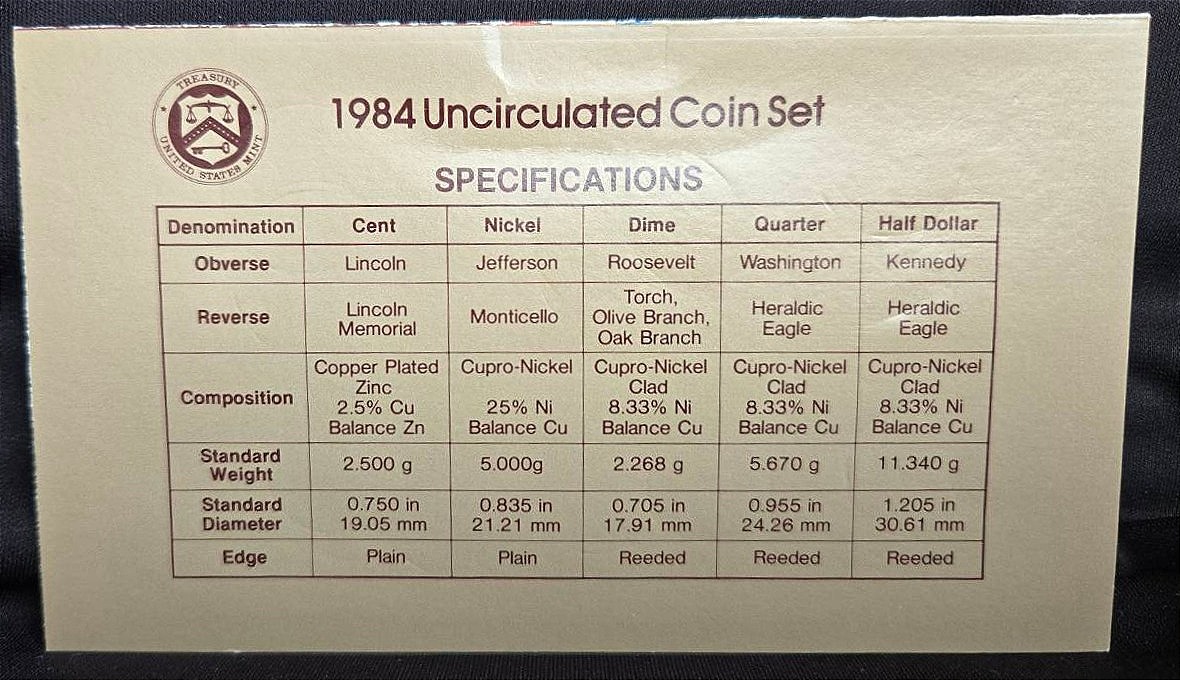 TREASURY
UNITED STATES MINT
1984 Uncirculated Coin Set
SPECIFICATIONS
Denomination Cent Nickel Dime Quarter Half Dollar
Obverse Lincoln Jefferson Roosevelt Washington Kennedy
Reverse Lincoln Memorial Monticello Torch, Olive Branch, Oak Branch Heraldic Eagle Heraldic Eagle
Composition Copper Plated Zinc 2.5% Cu Balance Zn Cupro-Nickel 25% Ni Balance Cu Cupro-Nickel Clad 8.33% Ni Balance Cu Cupro-Nickel Clad 8.33% Ni Balance Cu Cupro-Nickel Clad 8.33% Ni Balance Cu
Standard Weight 2.500 g 5.000g 2.268 g 5.670 g 11.340 g
Standard Diameter 0.750 in 19.05 mm 0.835 in 21.21 mm 0.705 in 17.91 mm 0.955 in 24.26 mm 1.205 in 30.61 mm
Edge Plain Plain Reeded Reeded Reeded